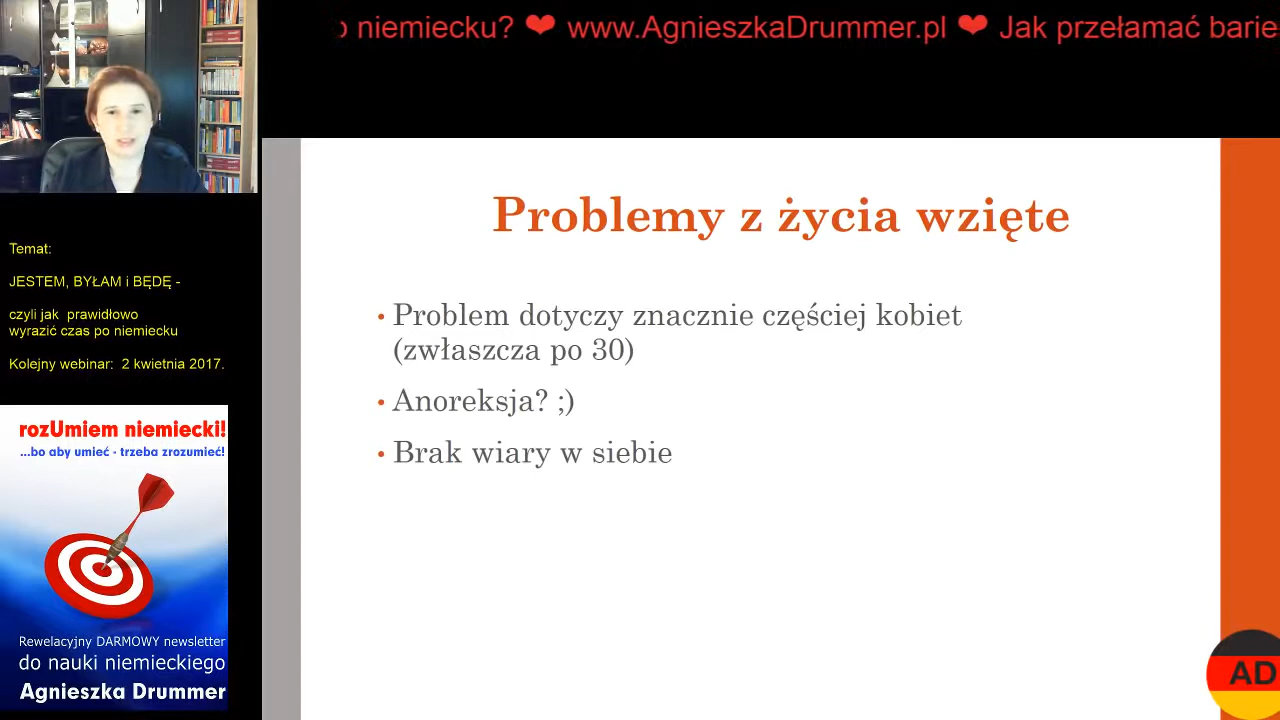 niemiecku? ❤ www.AgnieszkaDrummer.pl ❤ Jak przełamać barie
Problemy z życia wzięte
• Problem dotyczy znacznie częściej kobiet
(zwłaszcza po 30)
• Anoreksja? ;)
• Brak wiary w siebie
Temat:
JESTEM, BYŁAM i BĘDĘ -
czyli jak prawidłowo
wyrazić czas po niemiecku
Kolejny webinar: 2 kwietnia 2017.
rozUmiem niemiecki!
...bo aby umieć - trzeba zrozumieć!
Rewelacyjny DARMOWY newsletter
do nauki niemieckiego
Agnieszka Drummer
AD